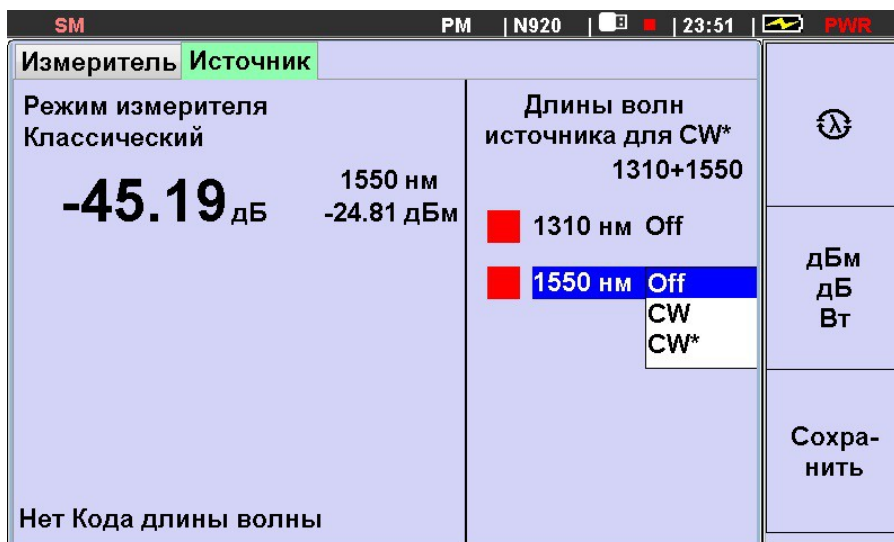 SM PM |N920 | |23:51 | PWR
Измеритель Источник
Режим измерителя
Классический
-45.19 дБ
1550 нм
-24.81 дБм
Нет Кода длины волны
Длины волн
источника для CW*
1310+1550
1310 нм Off
1550 нм Off
CW
CW*
λ
дБм
дБ
Вт
Сохра-
нить